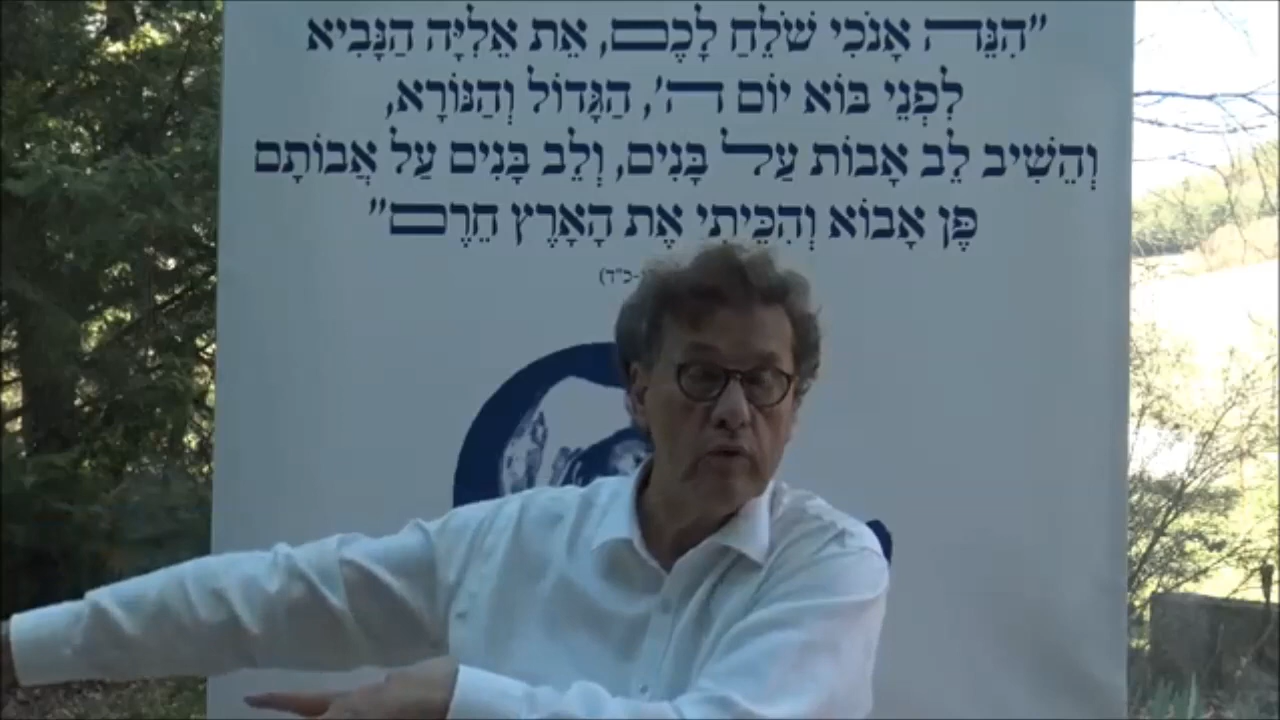 "הִנֵּה אָנֹכִי שֹׁלֵחַ לָכֶם, אֵת אֵלִיָּה הַנָּבִיא
לִפְנֵי בּוֹא יוֹם ה', הַגָּדוֹל וְהַנּוֹרָא,
וְהֵשִׁיב לֵב אָבוֹת עַל בָּנִים, וְלֵב בָּנִים עַל אֲבוֹתָם
פֶּן אָבוֹא וְהִכֵּיתִי אֶת הָאָרֶץ חֵרֶם"
-כ"ד)